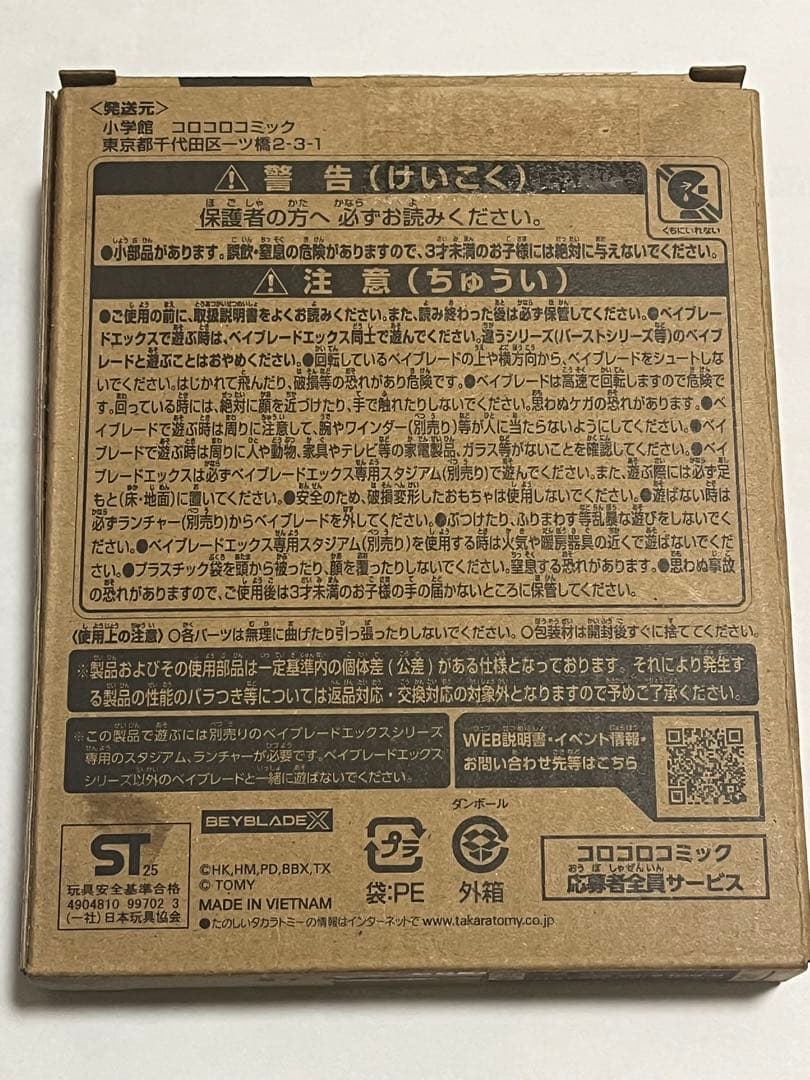 <発送元>
小学館 コロコロコミック
東京都千代田区一ツ橋2-3-1
警告(けいこく)
くちにいれない
保護者の方へ 必ずお読みください。
●小部品があります。誤飲・窒息の危険がありますので、3才未満のお子様には絶対に与えないでください。
注意(ちゅうい)
●ご使用の前に、取扱説明書をよくお読みください。また、読み終わった後は必ず保管してください。●ベイブレー
ドエックスで遊ぶ時は、ベイブレードエックス同士で遊んでください。違うシリーズ(バーストシリーズ等)のベイブ
レードと遊ぶことはおやめください。●回転しているベイブレードの上や横方向から、ベイブレードをシュートしな
いでください。はじかれて飛んだり、破損等の恐れがあり危険です。●ベイブレードは高速で回転しますので危険で
す。回っている時には、絶対に顔を近づけたり、手で触れたりしないでください。思わぬケガの恐れがあります。●ベ
イブレードで遊ぶ時は周りに注意して、腕やワインダー(別売り)等が人に当たらないようにしてください。●ベイブ
レードで遊ぶ時は周りに人や動物、家具やテレビ等の家電製品、ガラス等がないことを確認してください。●ベイ
ブレードエックスは必ずベイブレードエックス専用スタジアム(別売り)で遊んでください。また、遊ぶ際には必ず足
もと(床・地面)に置いてください。●安全のため、破損変形したおもちゃは使用しないでください。●遊ばない時は
必ずランチャー(別売り)からベイブレードを外してください。●ぶつけたり、ふりまわす等乱暴な遊びをしないでく
ださい。●ベイブレードエックス専用スタジアム(別売り)を使用する時は火気や暖房器具の近くで遊ばないでくだ
さい。●プラスチック袋を頭から被ったり、顔を覆ったりしないでください。窒息する恐れがあります。●思わぬ事故
の恐れがありますので、ご使用後は3才未満のお子様の手の届かないところに保管してください。
〈使用上の注意〉○各パーツは無理に曲げたり引っ張ったりしないでください。○包装材は開封後すぐに捨ててください。
※製品およびその使用部品は一定基準内の個体差(公差)がある仕様となっております。それにより発生す
る製品の性能のバラつき等については返品対応・交換対応の対象外となりますので予めご了承ください。
※この製品で遊ぶには別売りのベイブレードエックスシリーズ
専用のスタジアム、ランチャーが必要です。ベイブレードエックス
シリーズ以外のベイブレードと一緒に遊ばないでください。
WEB説明書・イベント情報・
お問い合わせ先等はこちら
ST 25
玩具安全基準合格
4904810 99702 3
(一社)日本玩具協会
BEYBLADE X
©HK,HM,PD,BBX,TX
© TOMY
MADE IN VIETNAM
●たのしいタカラトミーの情報はインターネットで www.takaratomy.co.jp
プラ
袋:PE
ダンボール
外箱
コロコロコミック
応募者全員サービス